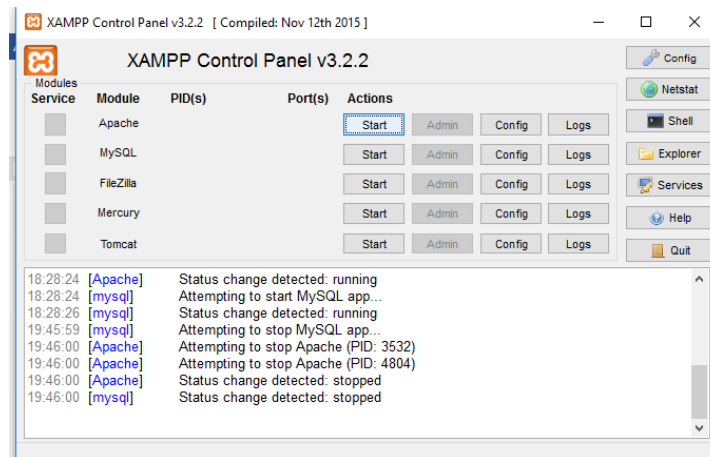 XAMPP Control Panel v3.2.2 [ Compiled: Nov 12th 2015 ]
XAMPP Control Panel v3.2.2
Config
Modules
Netstat
Service Module PID(s) Port(s) Actions
Apache Start Admin Config Logs
Shell
MySQL Start Admin Config Logs
Explorer
FileZilla Start Admin Config Logs
Services
Mercury Start Admin Config Logs
Help
Tomcat Start Admin Config Logs
Quit
18:28:24 [Apache] Status change detected: running
18:28:24 [mysql] Attempting to start MySQL app...
18:28:26 [mysql] Status change detected: running
19:45:59 [mysql] Attempting to stop MySQL app...
19:46:00 [Apache] Attempting to stop Apache (PID: 3532)
19:46:00 [Apache] Attempting to stop Apache (PID: 4804)
19:46:00 [Apache] Status change detected: stopped
19:46:00 [mysql] Status change detected: stopped